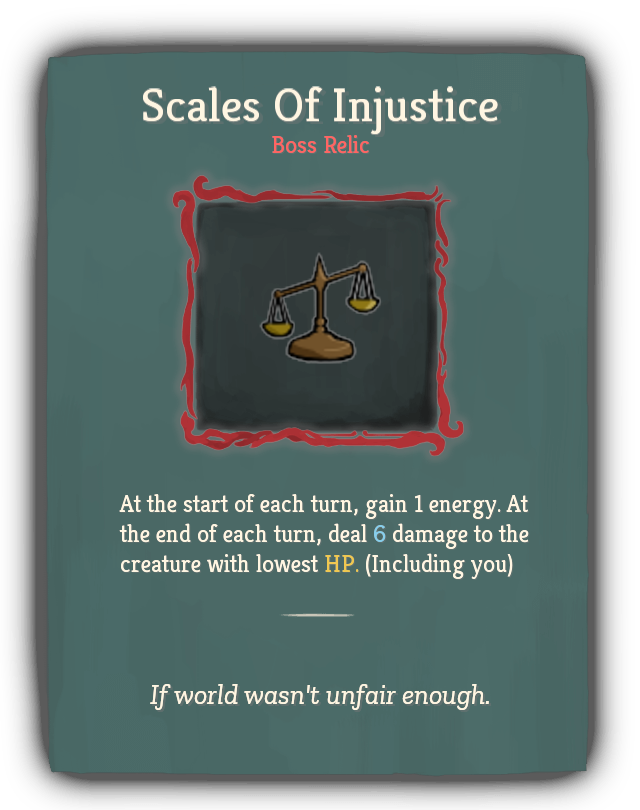 Scales Of Injustice
Boss Relic
At the start of each turn, gain 1 energy. At
the end of each turn, deal 6 damage to the
creature with lowest HP. (Including you)
If world wasn't unfair enough.